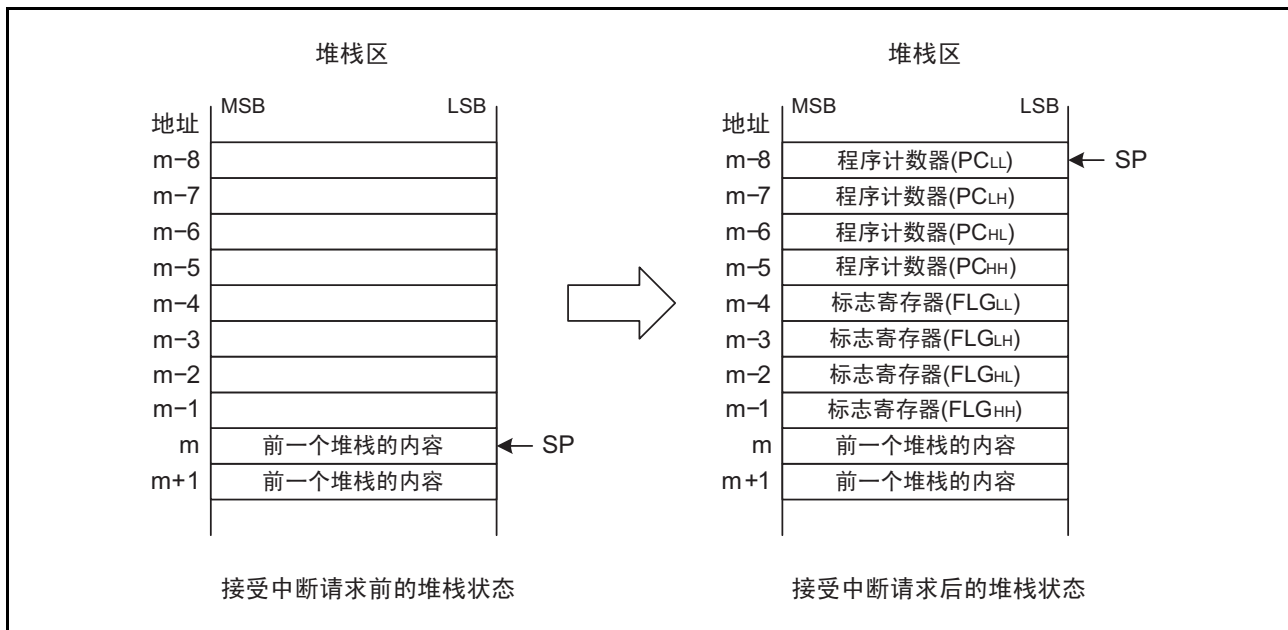 堆栈区
MSB LSB
地址
m−8
m−7
m−6
m−5
m−4
m−3
m−2
m−1
m 前一个堆栈的内容 SP
m+1 前一个堆栈的内容
接受中断请求前的堆栈状态
堆栈区
MSB LSB
地址
m−8 程序计数器(PCLL) SP
m−7 程序计数器(PCLH)
m−6 程序计数器(PCHL)
m−5 程序计数器(PCHH)
m−4 标志寄存器(FLGLL)
m−3 标志寄存器(FLGLH)
m−2 标志寄存器(FLGHL)
m−1 标志寄存器(FLGHH)
m 前一个堆栈的内容
m+1 前一个堆栈的内容
接受中断请求后的堆栈状态